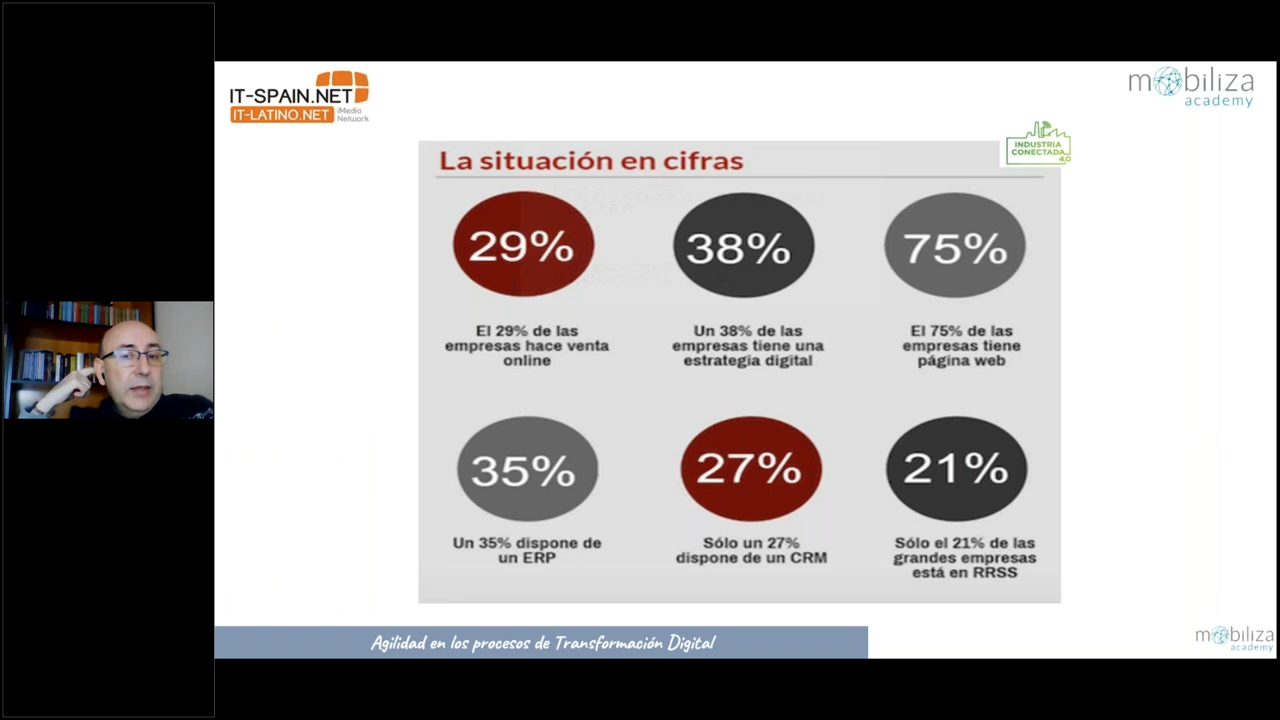 IT-SPAIN.NET
IT-LATINO.NET
iMedia
Network
mobiliza
academy
INDUSTRIA
CONECTADA
4.0
La situación en cifras
29%
38%
75%
El 29% de las
empresas hace venta
online
Un 38% de las
empresas tiene una
estrategia digital
El 75% de las
empresas tiene
página web
35%
27%
21%
Un 35% dispone de
un ERP
Sólo un 27%
dispone de un CRM
Sólo el 21% de las
grandes empresas
está en RRSS
Agilidad en los procesos de Transformación Digital
mobiliza
academy